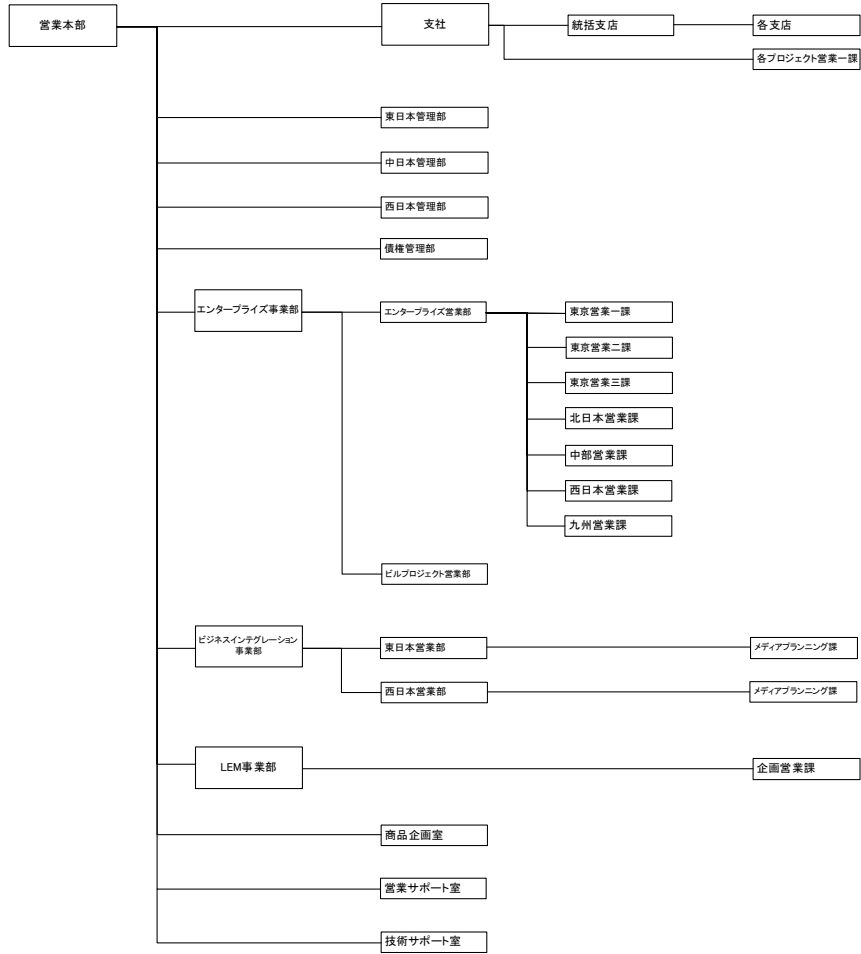 営業本部
支社
統括支店
各支店
各プロジェクト営業一課
東日本管理部
中日本管理部
西日本管理部
債権管理部
エンタープライズ事業部
エンタープライズ営業部
東京営業一課
東京営業二課
東京営業三課
北日本営業課
中部営業課
西日本営業課
九州営業課
ビルプロジェクト営業部
ビジネスインテグレーション
事業部
東日本営業部
メディアプランニング課
西日本営業部
メディアプランニング課
LEM事業部
企画営業課
商品企画室
営業サポート室
技術サポート室